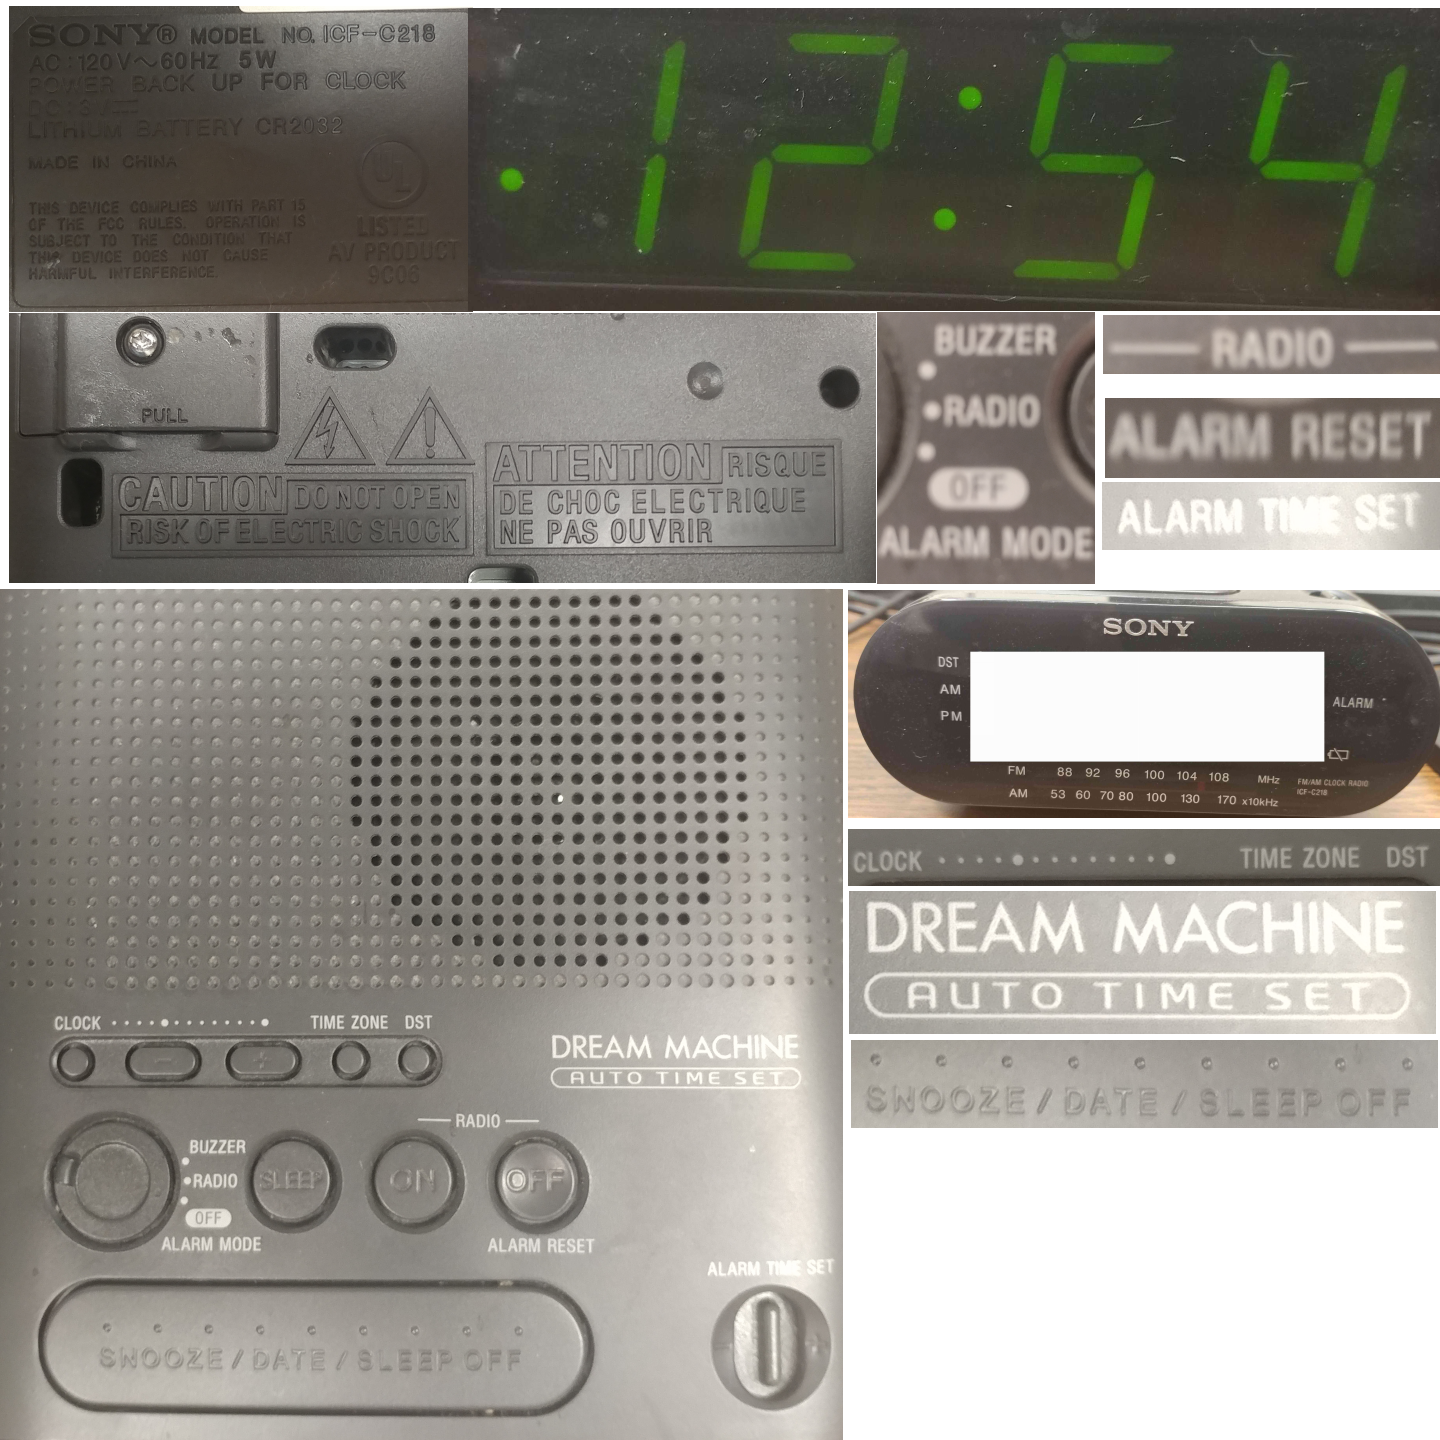 SONY® MODEL NO. ICF-C218
AC:120V~60Hz 5W
POWER BACK UP FOR CLOCK
DC:3V⎓
LITHIUM BATTERY CR2032
MADE IN CHINA
THIS DEVICE COMPLIES WITH PART 15
OF THE FCC RULES. OPERATION IS
SUBJECT TO THE CONDITION THAT
THIS DEVICE DOES NOT CAUSE
HARMFUL INTERFERENCE.
UL
LISTED
AV PRODUCT
9C06
12:54
PULL
CAUTION DO NOT OPEN
RISK OF ELECTRIC SHOCK
ATTENTION RISQUE
DE CHOC ELECTRIQUE
NE PAS OUVRIR
BUZZER
RADIO
OFF
ALARM MODE
RADIO
ALARM RESET
ALARM TIME SET
SONY
DST
AM
PM
ALARM
FM 88 92 96 100 104 108 MHz
AM 53 60 70 80 100 130 170 x10kHz
FM/AM CLOCK RADIO
ICF-C218
CLOCK TIME ZONE DST
DREAM MACHINE
AUTO TIME SET
SNOOZE / DATE / SLEEP OFF
CLOCK TIME ZONE DST
- +
DREAM MACHINE
AUTO TIME SET
RADIO
BUZZER
RADIO
OFF
ALARM MODE
SLEEP
ON
OFF
ALARM RESET
ALARM TIME SET
SNOOZE / DATE / SLEEP OFF